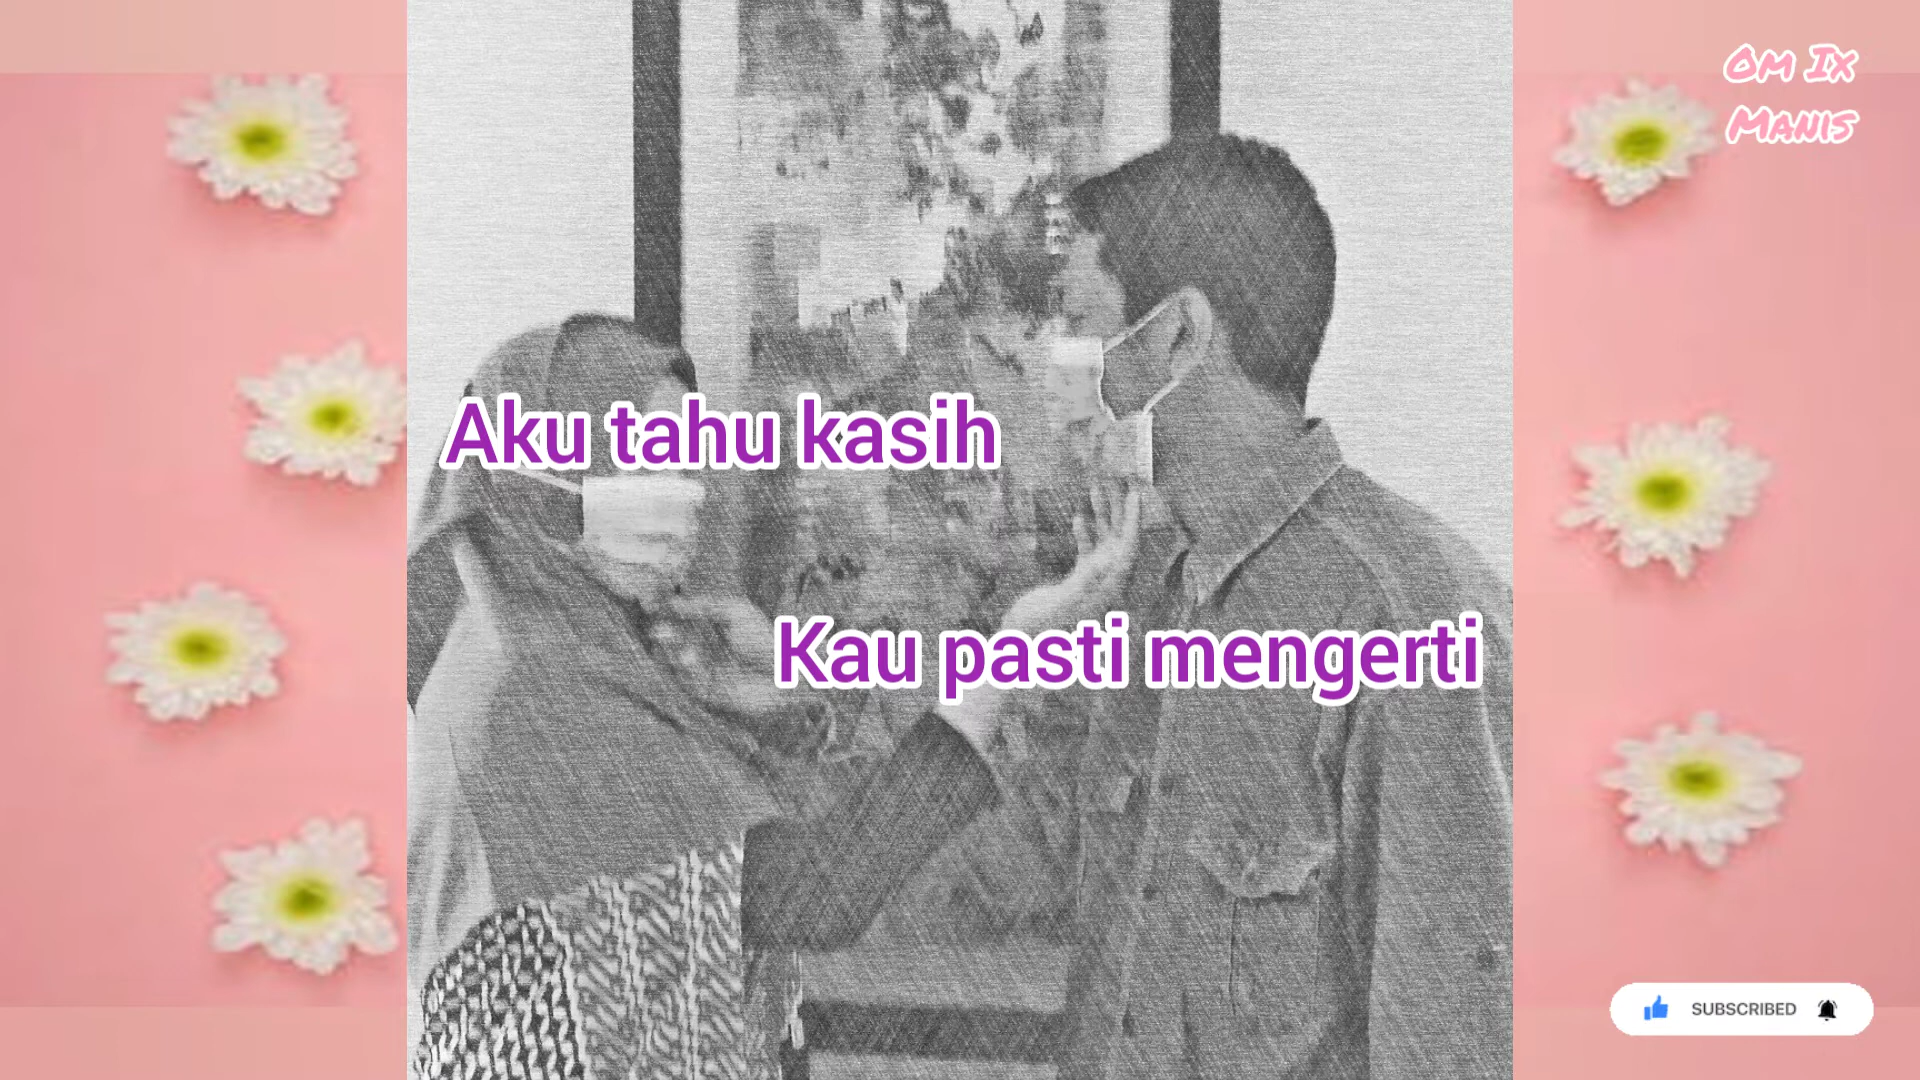 Om Ix
Manis
Aku tahu kasih
Kau pasti mengerti
SUBSCRIBED